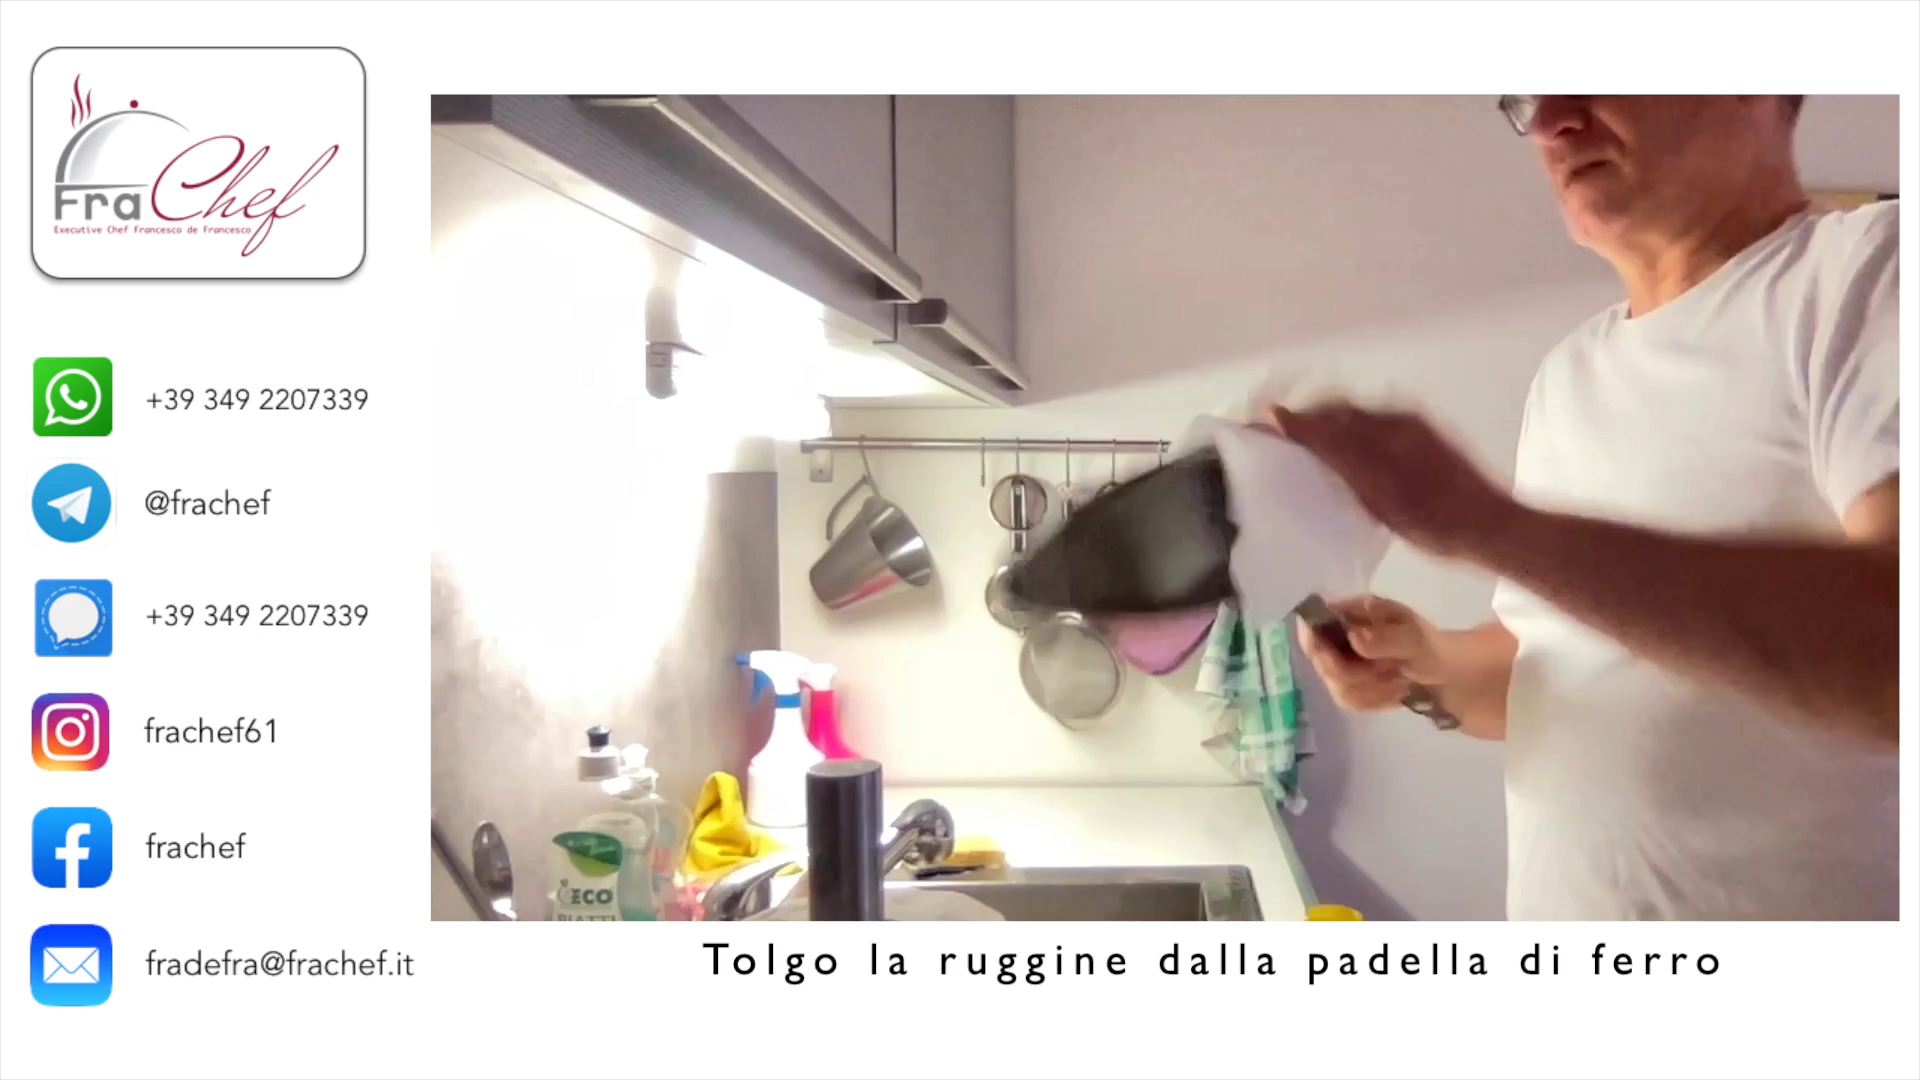 Fra Chef
Executive Chef Francesco de Francesco
+39 349 2207339
@frachef
+39 349 2207339
frachef61
frachef
fradefra@frachef.it
ECO
PIATTI
Tolgo la ruggine dalla padella di ferro